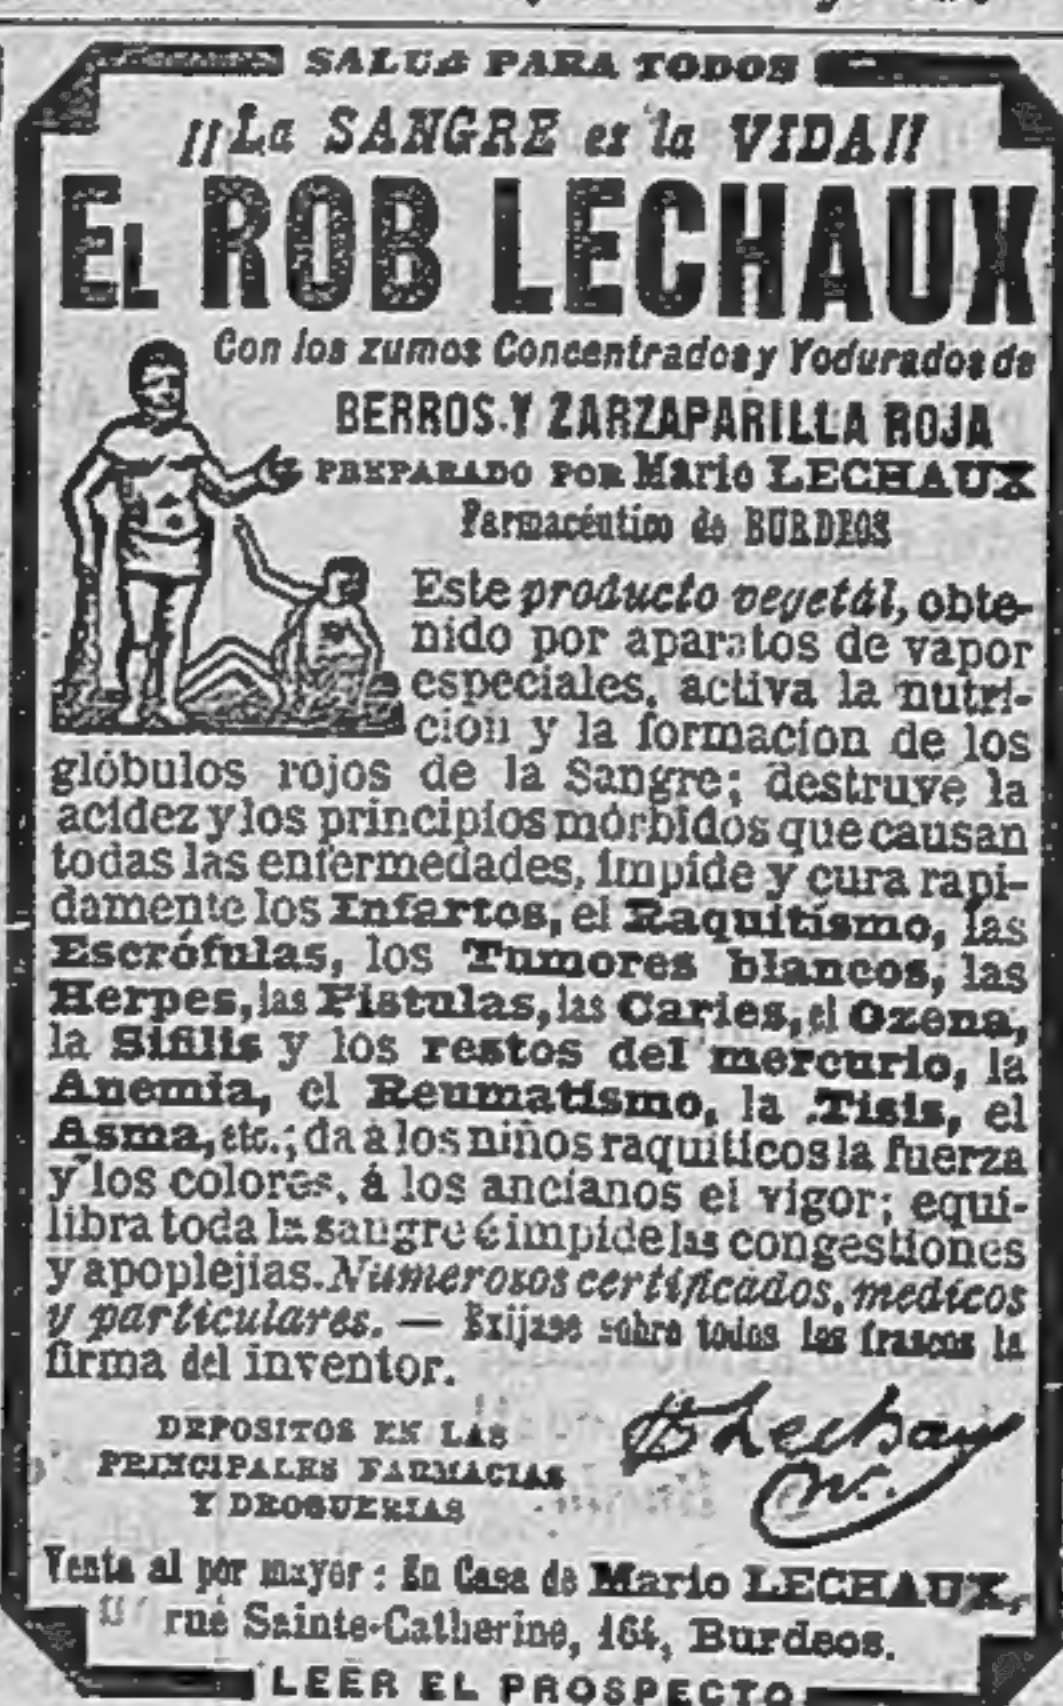 SALUD PARA TODOS
¡¡La SANGRE es la VIDA!!
EL ROB LECHAUX
Con los zumos Concentrados y Yodurados de
BERROS Y ZARZAPARILLA ROJA
PREPARADO POR Mario LECHAUX
Farmacéutico de BURDEOS
Este producto vegetál, obte-
nido por aparatos de vapor
especiales, activa la nutri-
cion y la formacion de los
glóbulos rojos de la Sangre; destruye la
acidez y los principios mórbidos que causan
todas las enfermedades, impide y cura rapi-
damente los Infartos, el Raquitismo, las
Escrófulas, los Tumores blancos, las
Herpes, las Fistulas, las Caries, el Ozena,
la Sifilis y los restos del mercurio, la
Anemia, el Reumatismo, la Tisis, el
Asma, etc.; da à los niños raquiticos la fuerza
y los colores, á los ancianos el vigor; equi-
libra toda la sangre é impide las congestiones
y apoplejias. Numerosos certificados, medicos
y particulares. — Exijase sobre todos los frascos la
firma del inventor.
Lechaux
DEPOSITOS EN LAS
PRINCIPALES FARMACIAS
Y DROGUERIAS
Venta al por mayor : En Casa de Mario LECHAUX,
rue Sainte-Catherine, 164, Burdeos.
LEER EL PROSPECTO